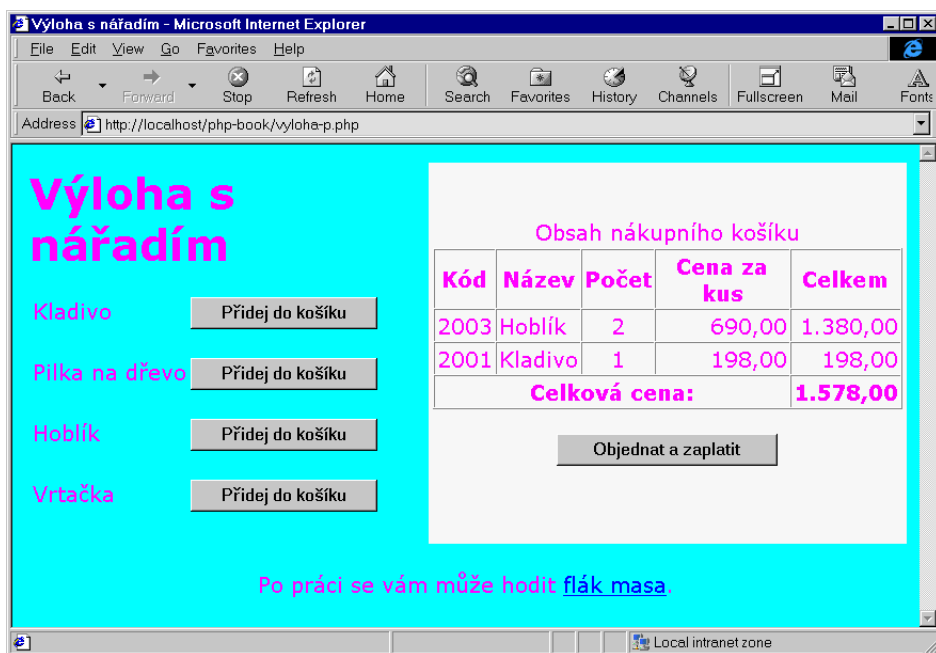 Výloha s nářadím - Microsoft Internet Explorer
File Edit View Go Favorites Help
Back Forward Stop Refresh Home Search Favorites History Channels Fullscreen Mail Fonts
Address http://localhost/php-book/vyloha-p.php
Výloha s
nářadím
Kladivo Přidej do košíku
Pilka na dřevo Přidej do košíku
Hoblík Přidej do košíku
Vrtačka Přidej do košíku
Obsah nákupního košíku
Kód Název Počet Cena za kus Celkem
2003 Hoblík 2 690,00 1.380,00
2001 Kladivo 1 198,00 198,00
Celková cena: 1.578,00
Objednat a zaplatit
Po práci se vám může hodit flák masa.
Local intranet zone